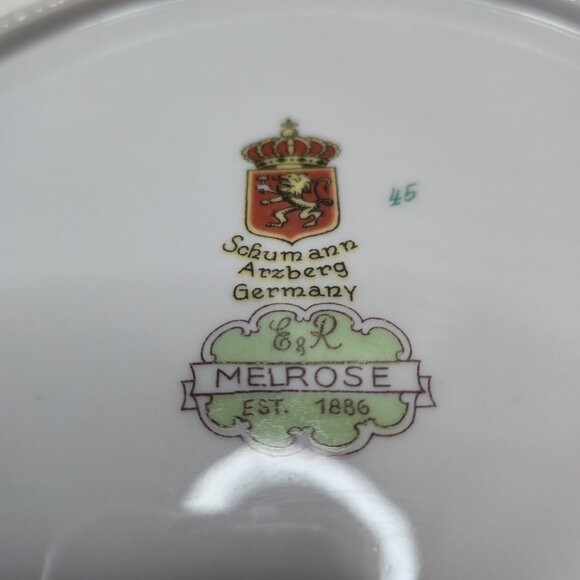 45
Schumann
Arzberg
Germany
E & R
MELROSE
EST. 1886